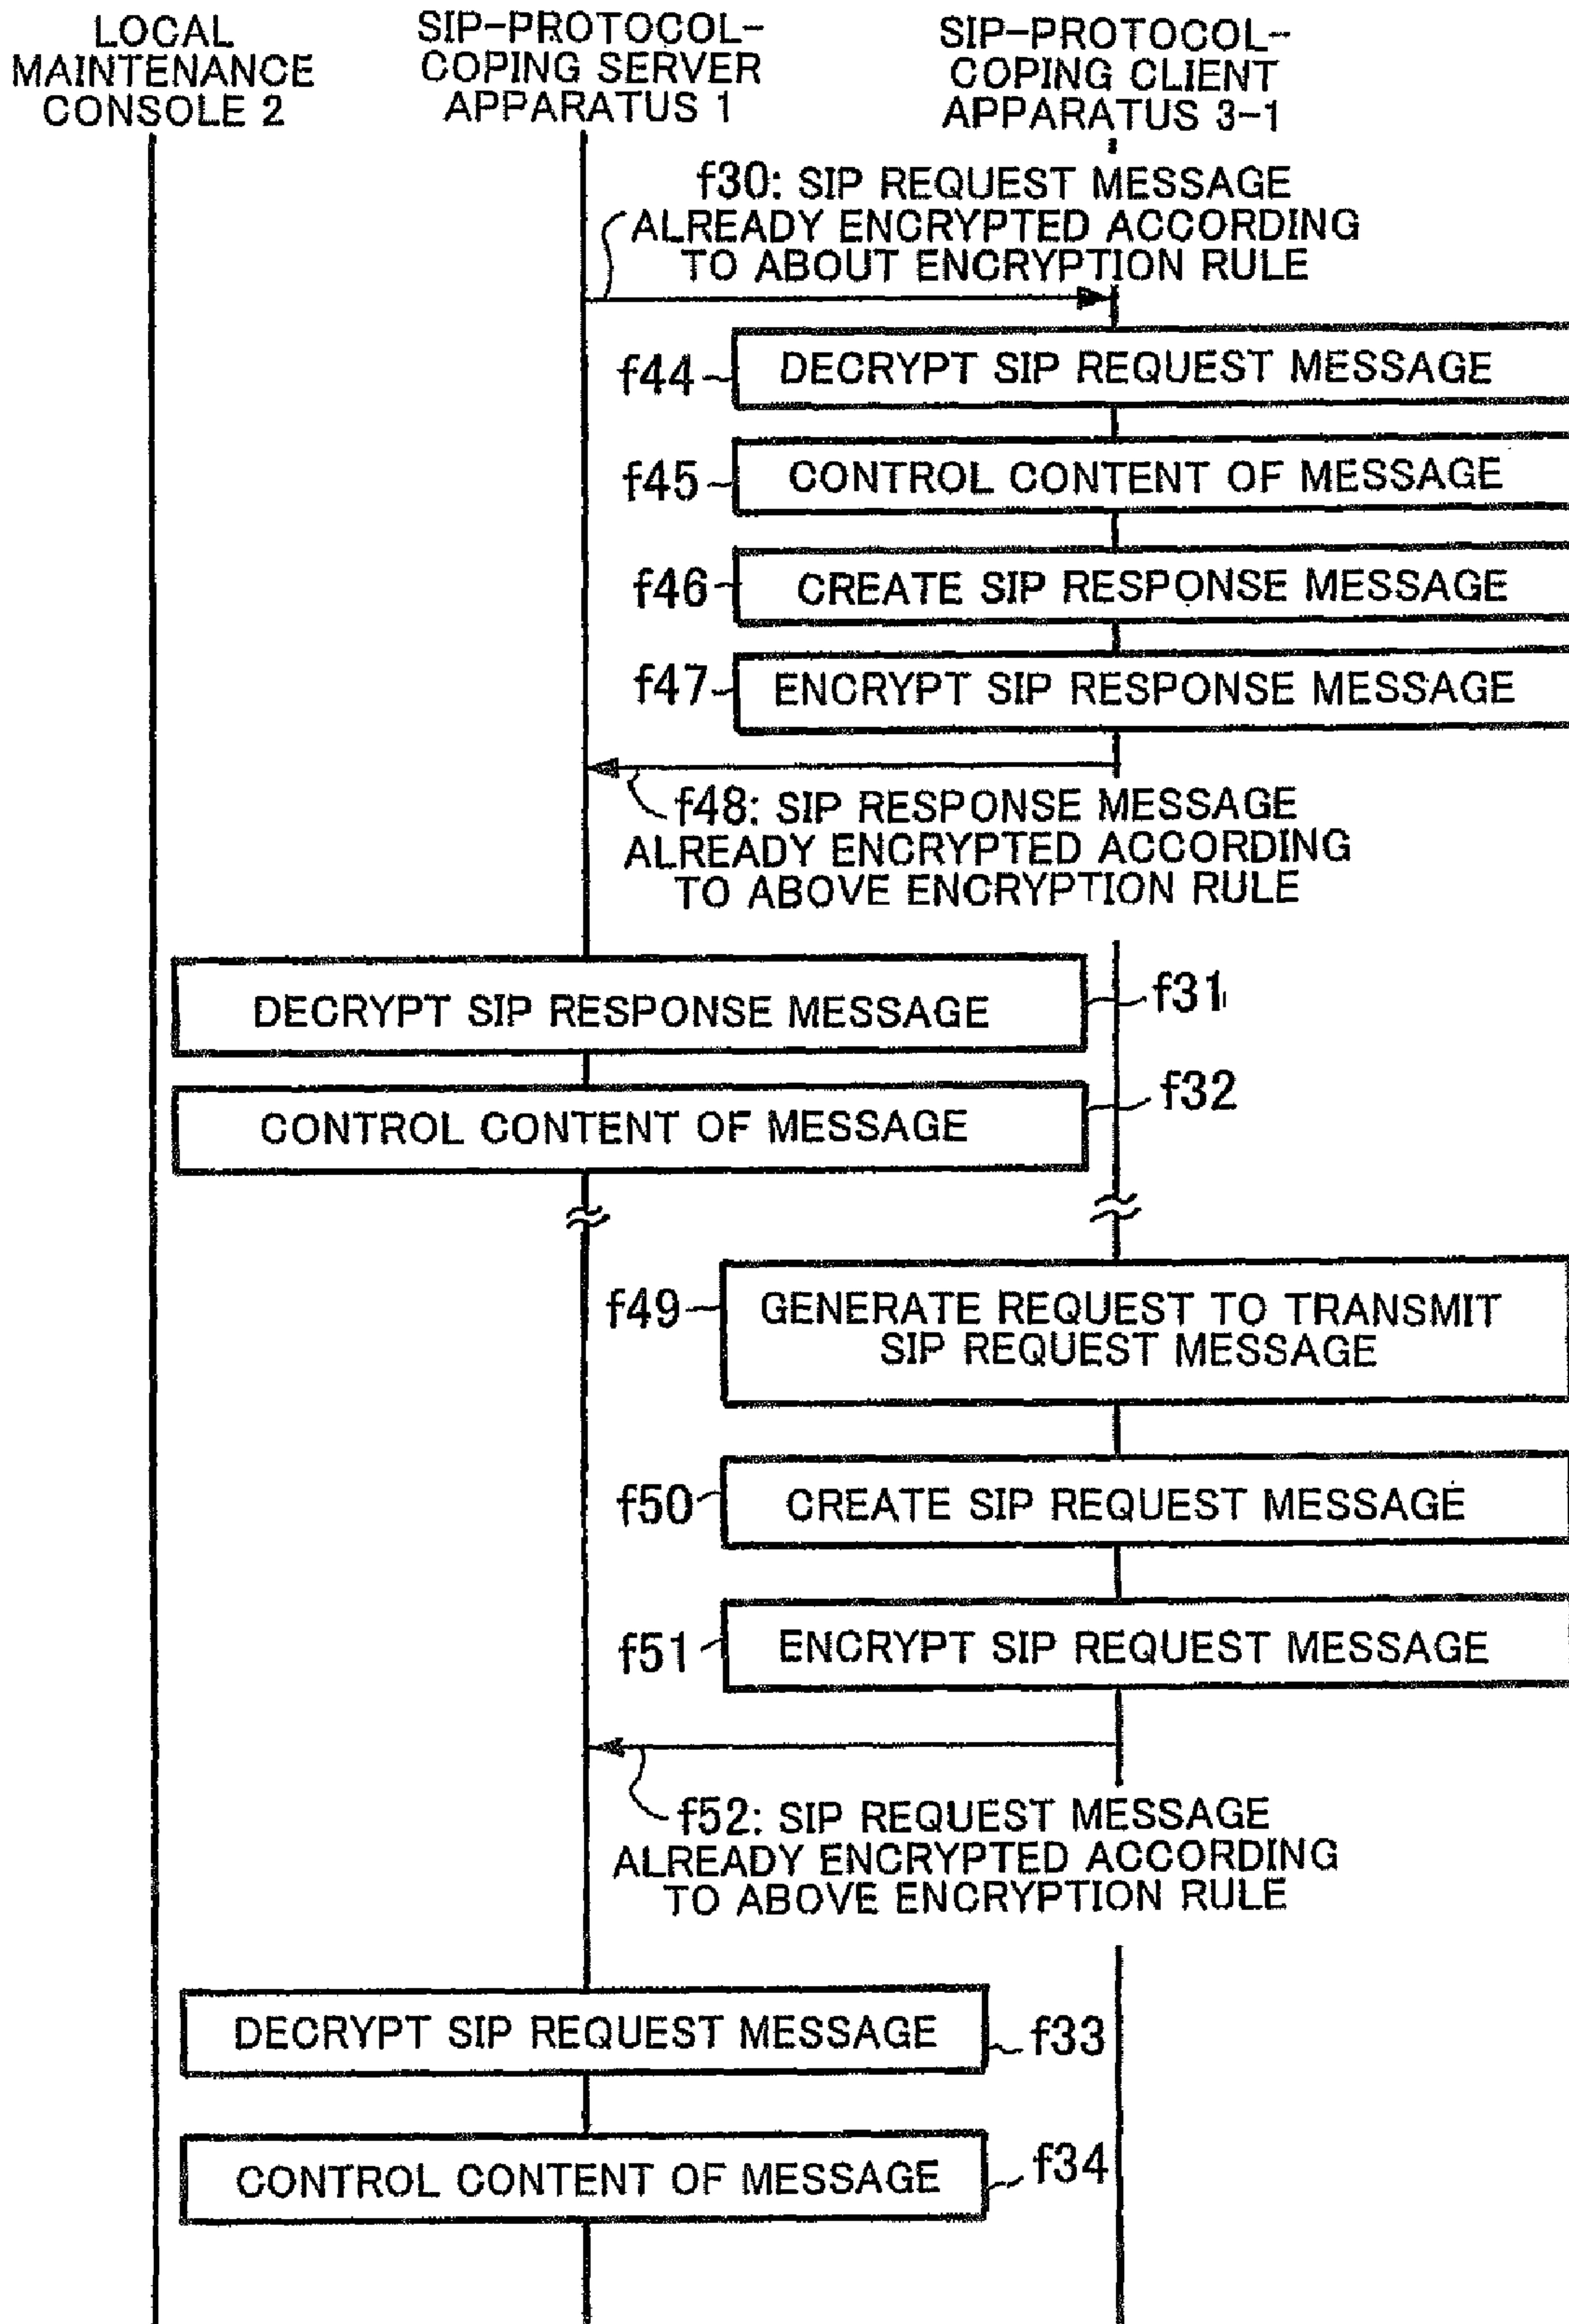 LOCAL
MAINTENANCE
CONSOLE 2
SIP-PROTOCOL-
COPING SERVER
APPARATUS 1
SIP-PROTOCOL-
COPING CLIENT
APPARATUS 3-1
f30: SIP REQUEST MESSAGE
ALREADY ENCRYPTED ACCORDING
TO ABOUT ENCRYPTION RULE
f44
DECRYPT SIP REQUEST MESSAGE
f45
CONTROL CONTENT OF MESSAGE
f46
CREATE SIP RESPONSE MESSAGE
f47
ENCRYPT SIP RESPONSE MESSAGE
f48: SIP RESPONSE MESSAGE
ALREADY ENCRYPTED ACCORDING
TO ABOVE ENCRYPTION RULE
DECRYPT SIP RESPONSE MESSAGE
f31
CONTROL CONTENT OF MESSAGE
f32
f49
GENERATE REQUEST TO TRANSMIT
SIP REQUEST MESSAGE
f50
CREATE SIP REQUEST MESSAGE
f51
ENCRYPT SIP REQUEST MESSAGE
f52: SIP REQUEST MESSAGE
ALREADY ENCRYPTED ACCORDING
TO ABOVE ENCRYPTION RULE
DECRYPT SIP REQUEST MESSAGE
f33
CONTROL CONTENT OF MESSAGE
f34